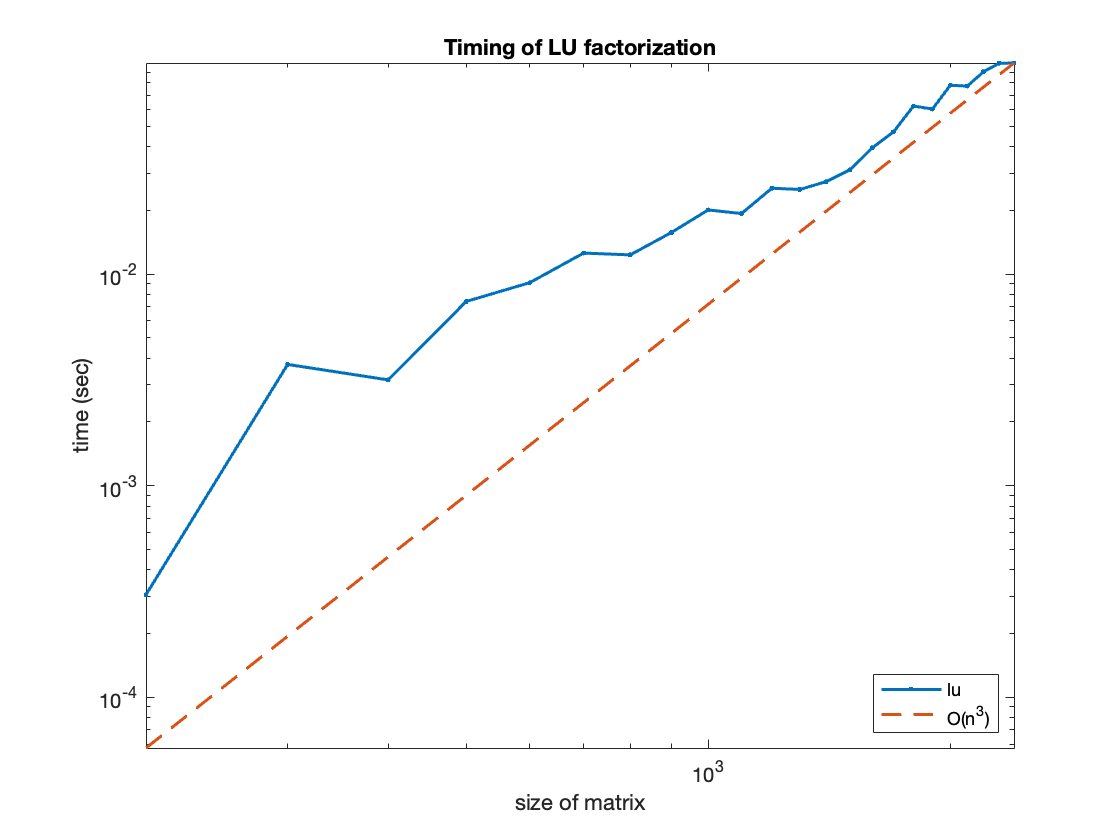 Timing of LU factorization
time (sec)
10^-2
10^-3
10^-4
10^3
size of matrix
lu
O(n^3)